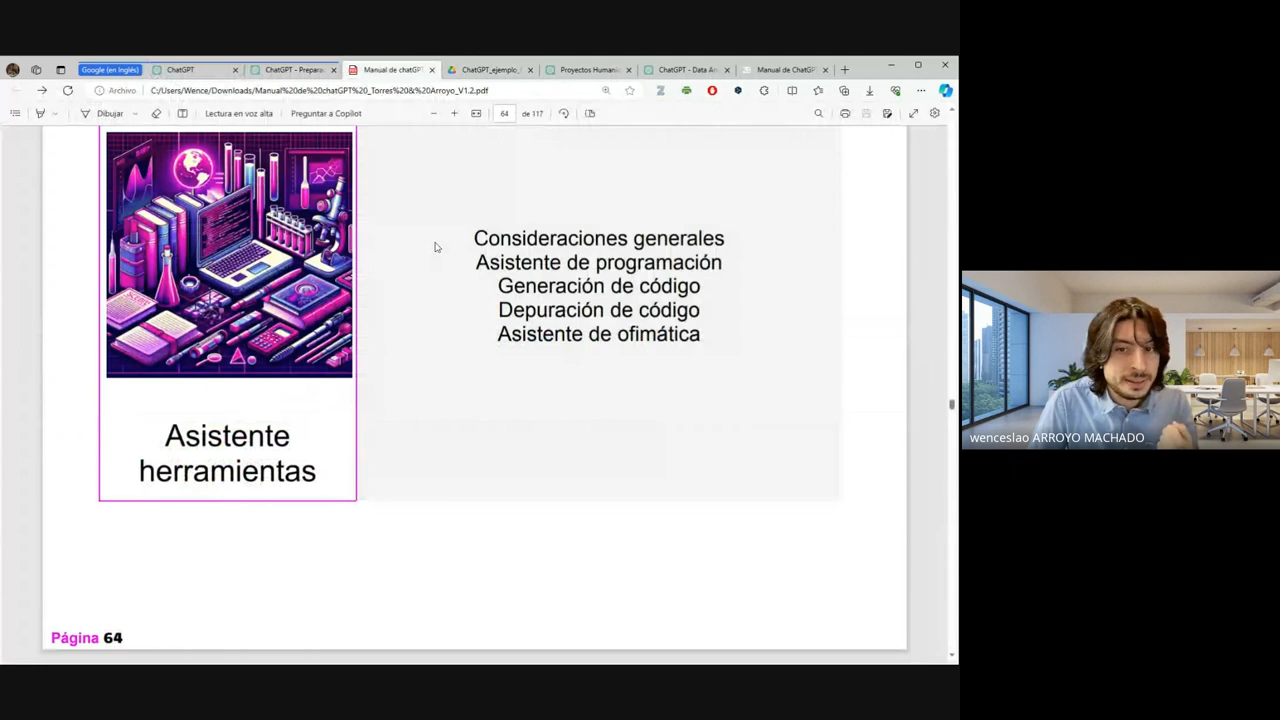 Google (en Inglés)
ChatGPT
ChatGPT - Prepara
Manual de chatGPT
ChatGPT_ejemplo_
Proyectos Humani
ChatGPT - Data An
Manual de ChatGP
Archivo
C:/Users/Wence/Downloads/Manual%20de%20chatGPT%20_Torres%20&%20Arroyo_V1.2.pdf
Dibujar
Lectura en voz alta
Preguntar a Copilot
64
de 117
Consideraciones generales
Asistente de programación
Generación de código
Depuración de código
Asistente de ofimática
Asistente
herramientas
Página 64
wenceslao ARROYO MACHADO